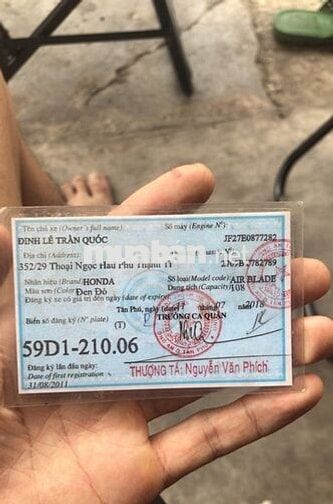 Tên chủ xe (Owner's full name) Số máy (Engine N°)
ĐINH LÊ TRẦN QUỐC JF27E0877282
Địa chỉ (Address)
352/29 Thoại Ngọc Hầu Phú Thạnh
Nhãn hiệu (Brand) HONDA Số loại (Model code) AIR BLADE
Màu sơn (Color) Đen Đỏ Dung tích (Capacity) 108
Đăng ký xe có giá trị đến ngày (date of expire)
Tân Phú, ngày 07 2018
Biển số đăng ký (N° plate) TRƯỞNG CA QUẬN
59D1-210.06
Đăng ký lần đầu ngày:
Date of first registration
31/08/2011
THƯỢNG TÁ: Nguyễn Văn Phích
muaban.net